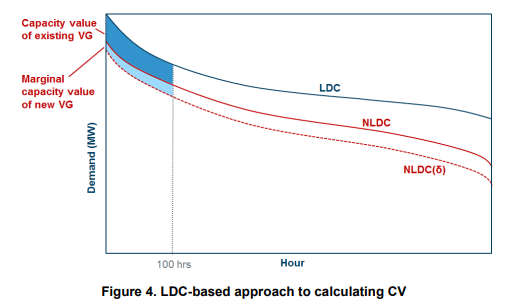 Capacity value
of existing VG
Marginal
capacity value
of new VG
LDC
NLDC
NLDC(δ)
Demand (MW)
100 hrs
Hour
Figure 4. LDC-based approach to calculating CV